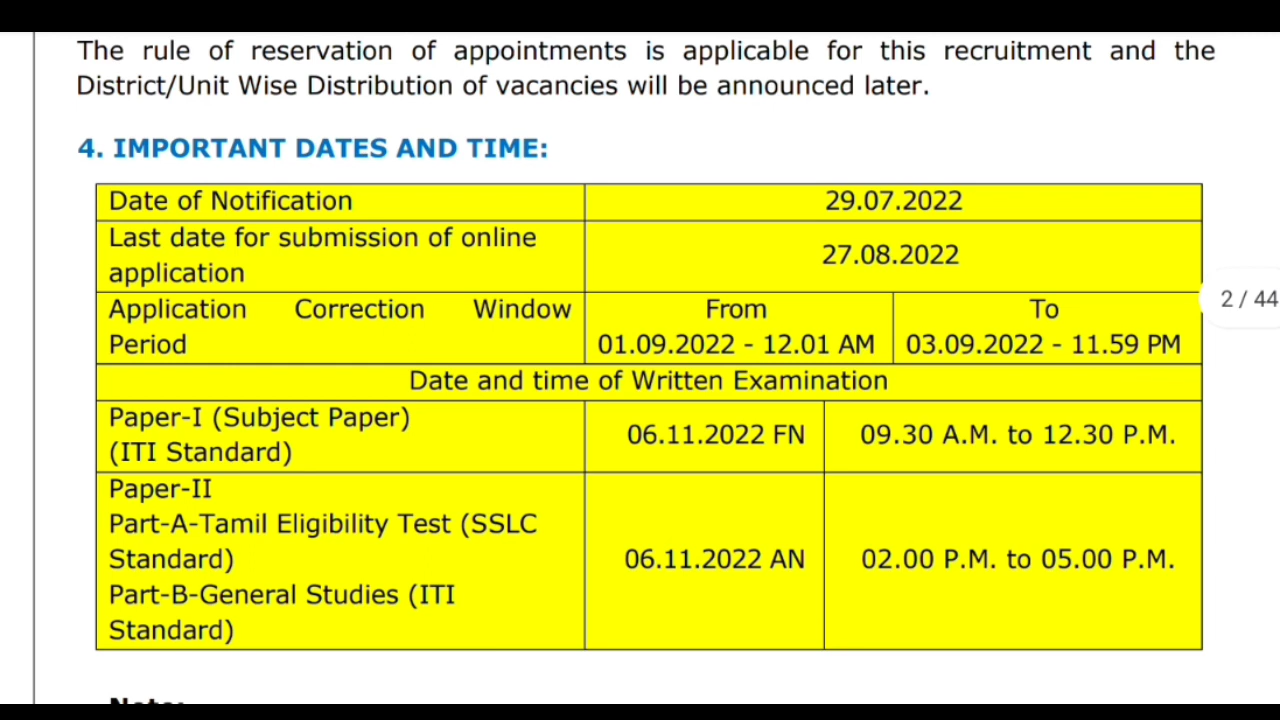 The rule of reservation of appointments is applicable for this recruitment and the
District/Unit Wise Distribution of vacancies will be announced later.
4. IMPORTANT DATES AND TIME:
Date of Notification 29.07.2022
Last date for submission of online
application 27.08.2022
Application Correction Window
Period
From
01.09.2022 - 12.01 AM
To
03.09.2022 - 11.59 PM
2 / 44
Date and time of Written Examination
Paper-I (Subject Paper)
(ITI Standard)
06.11.2022 FN
09.30 A.M. to 12.30 P.M.
Paper-II
Part-A-Tamil Eligibility Test (SSLC
Standard)
Part-B-General Studies (ITI
Standard)
06.11.2022 AN
02.00 P.M. to 05.00 P.M.